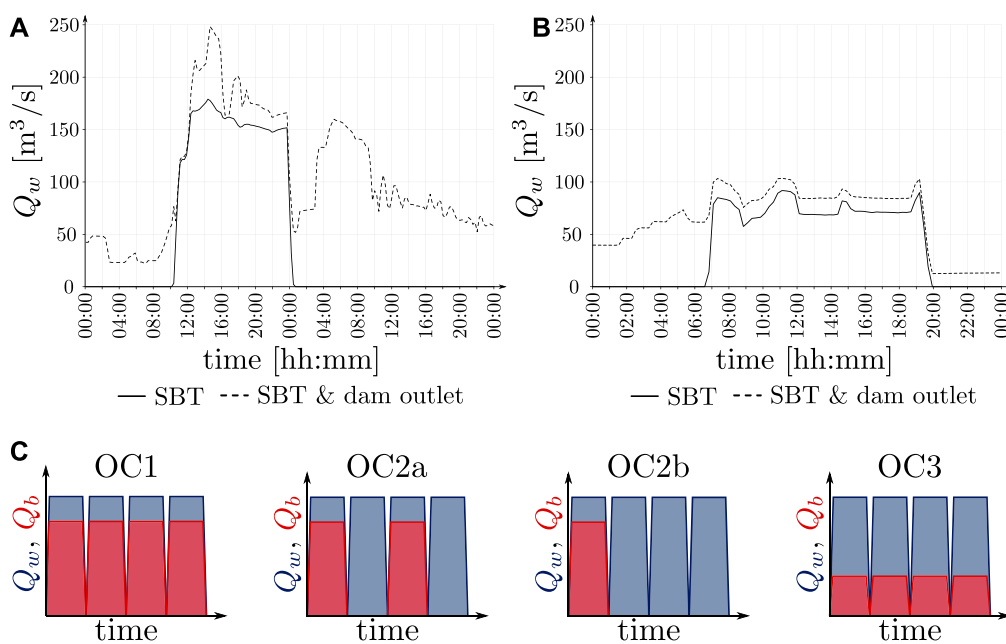 A
Q_w [m³/s]
250
200
150
100
50
0
00:00 04:00 08:00 12:00 16:00 20:00 00:00 04:00 08:00 12:00 16:00 20:00 00:00
time [hh:mm]
SBT SBT & dam outlet
B
Q_w [m³/s]
250
200
150
100
50
0
00:00 02:00 04:00 06:00 08:00 10:00 12:00 14:00 16:00 18:00 20:00 22:00 00:00
time [hh:mm]
SBT SBT & dam outlet
C
OC1
Q_w, Q_b
time
OC2a
Q_w, Q_b
time
OC2b
Q_w, Q_b
time
OC3
Q_w, Q_b
time